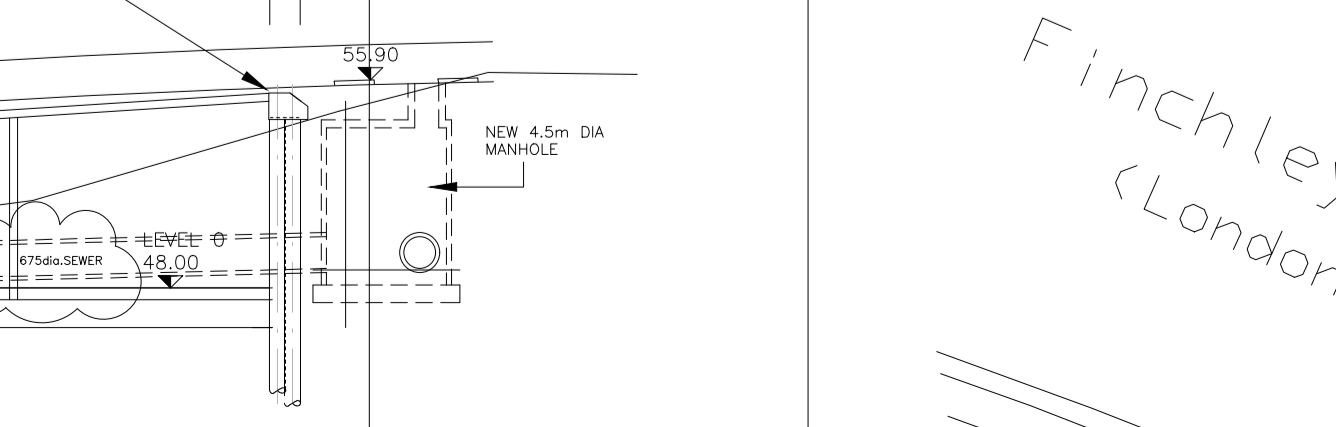 55.90
NEW 4.5m DIA
MANHOLE
LEVEL 0
48.00
675dia.SEWER
Finchley
<London